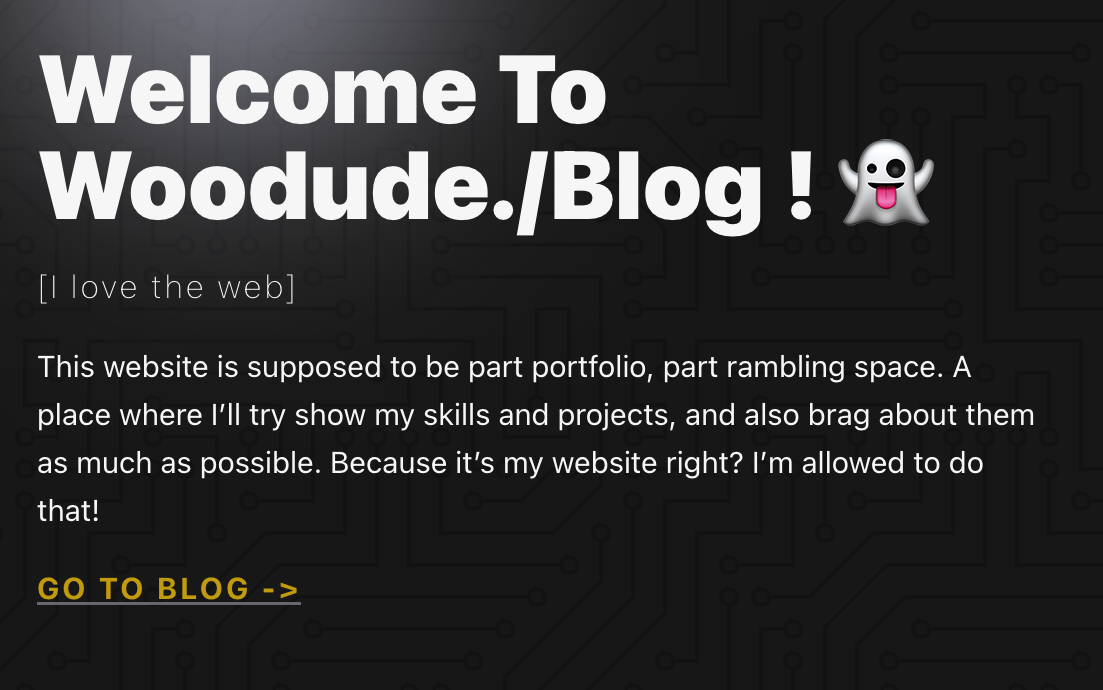 Welcome To
Woodude./Blog ! 👻
[I love the web]
This website is supposed to be part portfolio, part rambling space. A
place where I’ll try show my skills and projects, and also brag about them
as much as possible. Because it’s my website right? I’m allowed to do
that!
GO TO BLOG ->